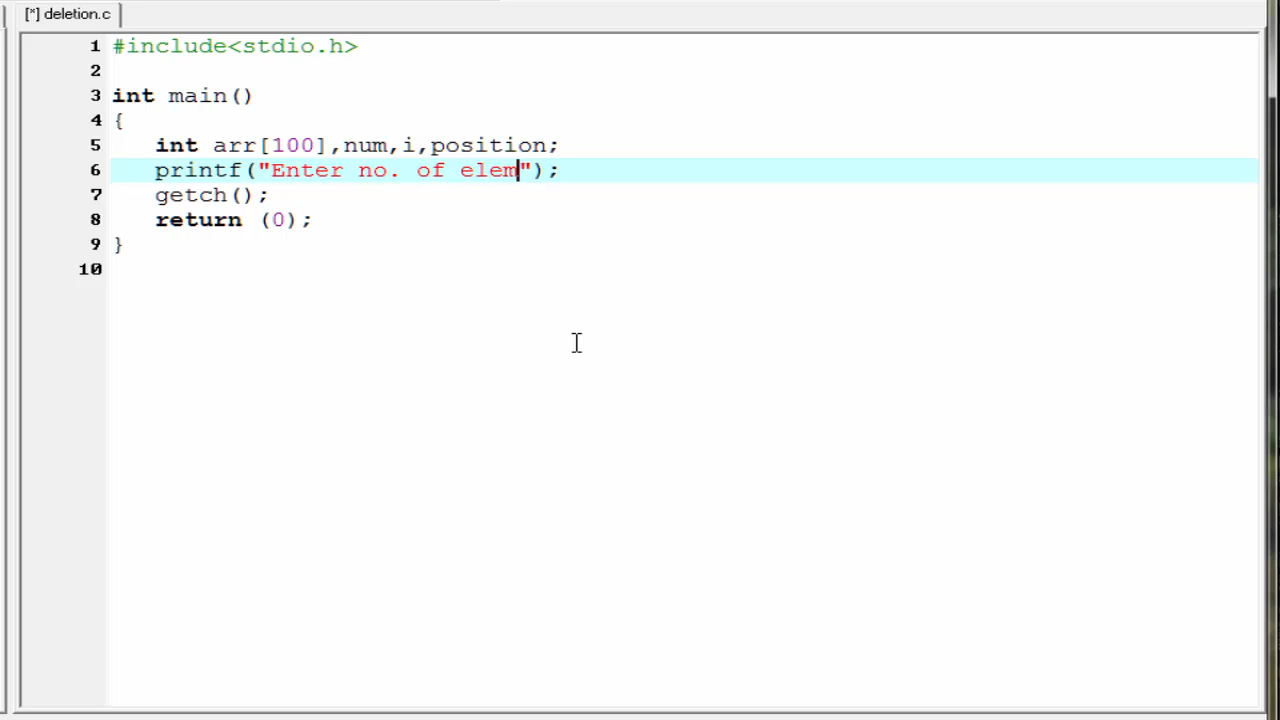 [*] deletion.c
1 #include<stdio.h>
2
3 int main()
4 {
5 int arr[100],num,i,position;
6 printf("Enter no. of elem");
7 getch();
8 return (0);
9 }
10